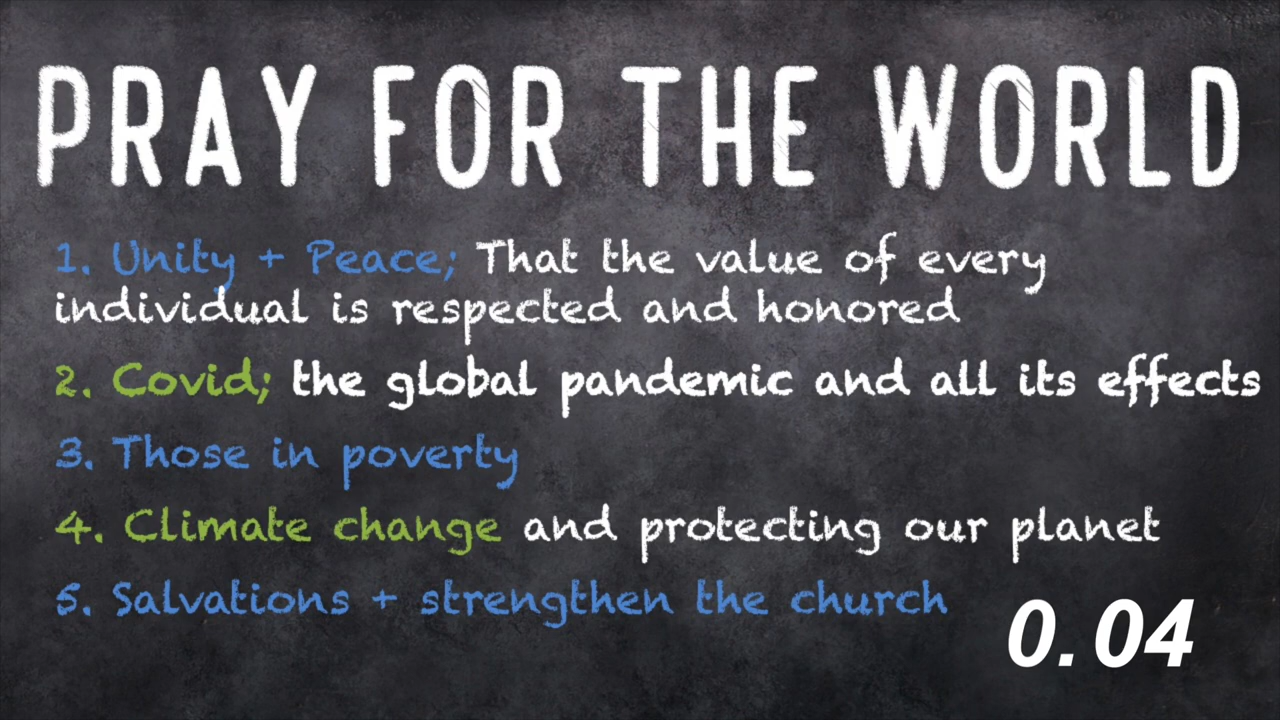 PRAY FOR THE WORLD
1. Unity + Peace; That the value of every
individual is respected and honored
2. Covid; the global pandemic and all its effects
3. Those in poverty
4. Climate change and protecting our planet
5. Salvations + strengthen the church
0.04